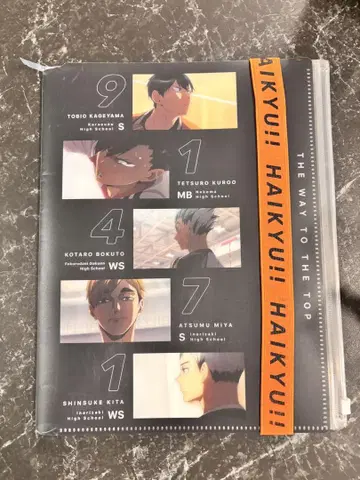 9
TOBIO KAGEYAMA
Karasuno
High School S
1
TETSURO KUROO
MB Nekoma
High School
4
KOTARO BOKUTO
Fukurodani Gakuen
High School WS
7
ATSUMU MIYA
S Inarizaki
High School
1
SHINSUKE KITA
Inarizaki
High School WS
AIKYU!! HAIKYU!! HAIKYU!!
THE WAY TO THE TOP